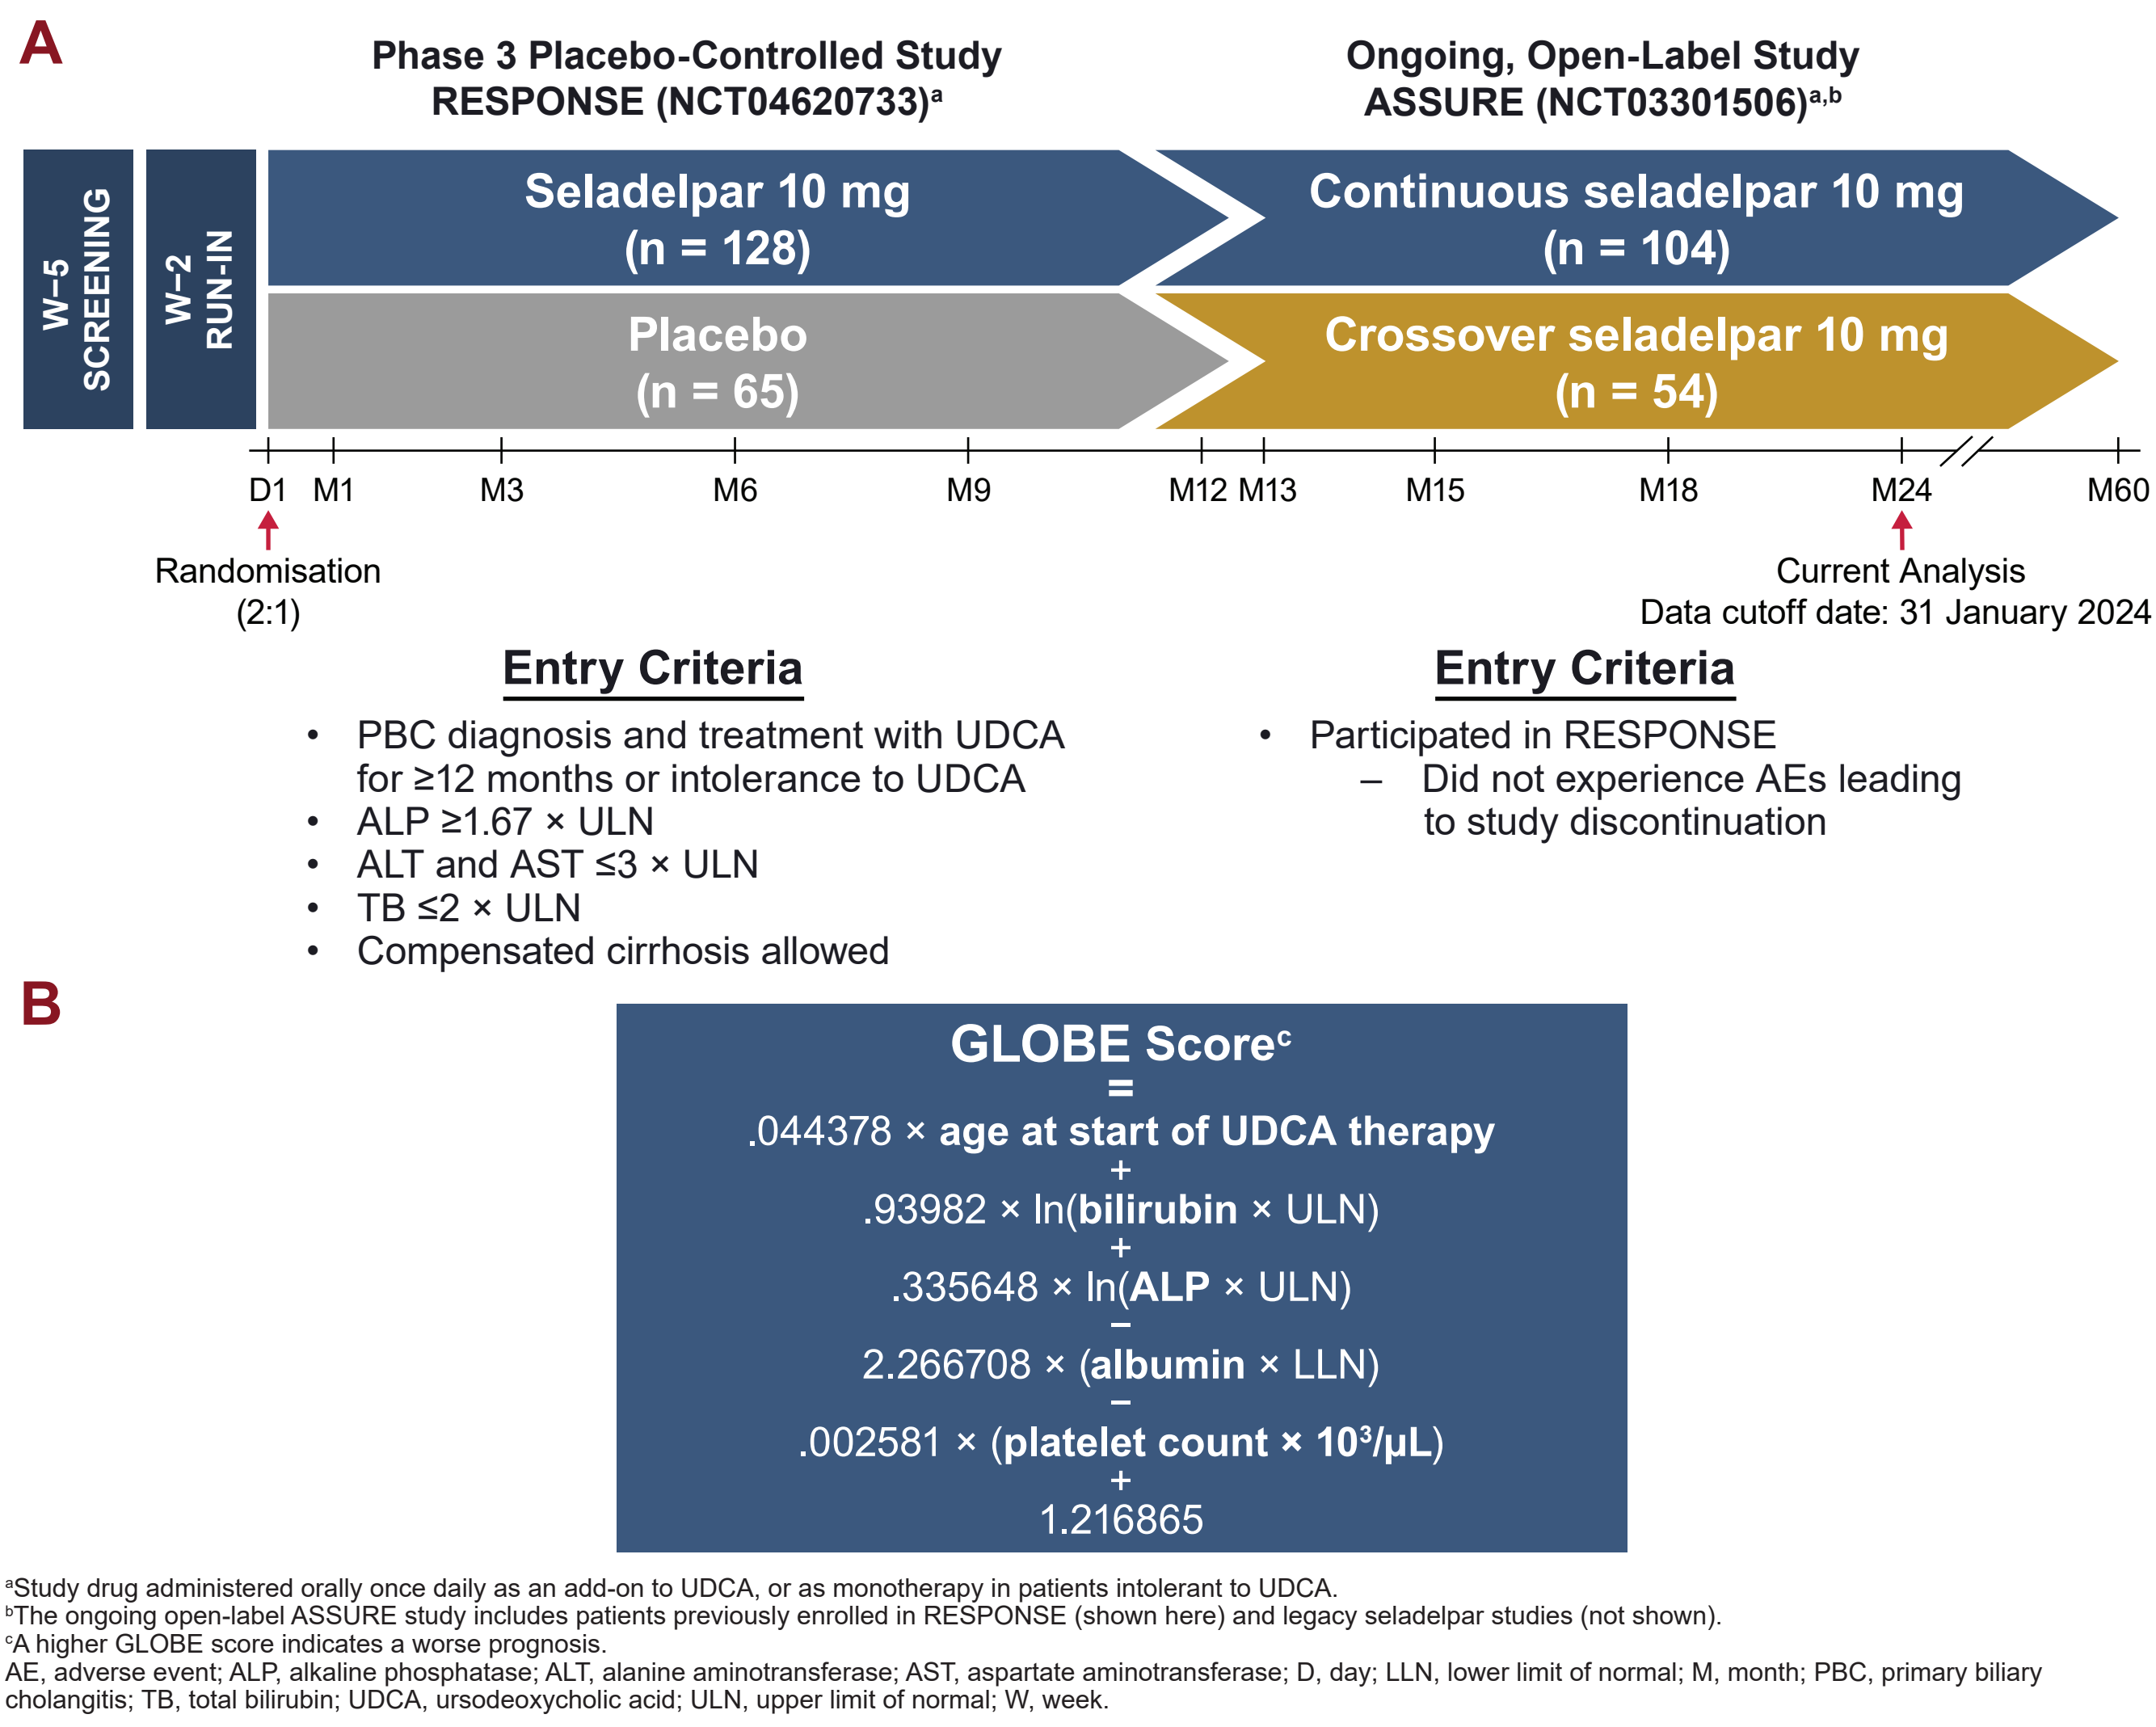 A
Phase 3 Placebo-Controlled Study
RESPONSE (NCT04620733)ᵃ
Ongoing, Open-Label Study
ASSURE (NCT03301506)ᵃ,ᵇ
W–5
SCREENING
W–2
RUN-IN
Seladelpar 10 mg
(n = 128)
Continuous seladelpar 10 mg
(n = 104)
Placebo
(n = 65)
Crossover seladelpar 10 mg
(n = 54)
D1 M1 M3 M6 M9 M12 M13 M15 M18 M24 M60
Randomisation
(2:1)
Current Analysis
Data cutoff date: 31 January 2024
Entry Criteria
• PBC diagnosis and treatment with UDCA
for ≥12 months or intolerance to UDCA
• ALP ≥1.67 × ULN
• ALT and AST ≤3 × ULN
• TB ≤2 × ULN
• Compensated cirrhosis allowed
Entry Criteria
• Participated in RESPONSE
– Did not experience AEs leading
to study discontinuation
B
GLOBE Scoreᶜ
=
.044378 × age at start of UDCA therapy
+
.93982 × ln(bilirubin × ULN)
+
.335648 × ln(ALP × ULN)
–
2.266708 × (albumin × LLN)
–
.002581 × (platelet count × 10³/µL)
+
1.216865
ᵃStudy drug administered orally once daily as an add-on to UDCA, or as monotherapy in patients intolerant to UDCA.
ᵇThe ongoing open-label ASSURE study includes patients previously enrolled in RESPONSE (shown here) and legacy seladelpar studies (not shown).
ᶜA higher GLOBE score indicates a worse prognosis.
AE, adverse event; ALP, alkaline phosphatase; ALT, alanine aminotransferase; AST, aspartate aminotransferase; D, day; LLN, lower limit of normal; M, month; PBC, primary biliary
cholangitis; TB, total bilirubin; UDCA, ursodeoxycholic acid; ULN, upper limit of normal; W, week.